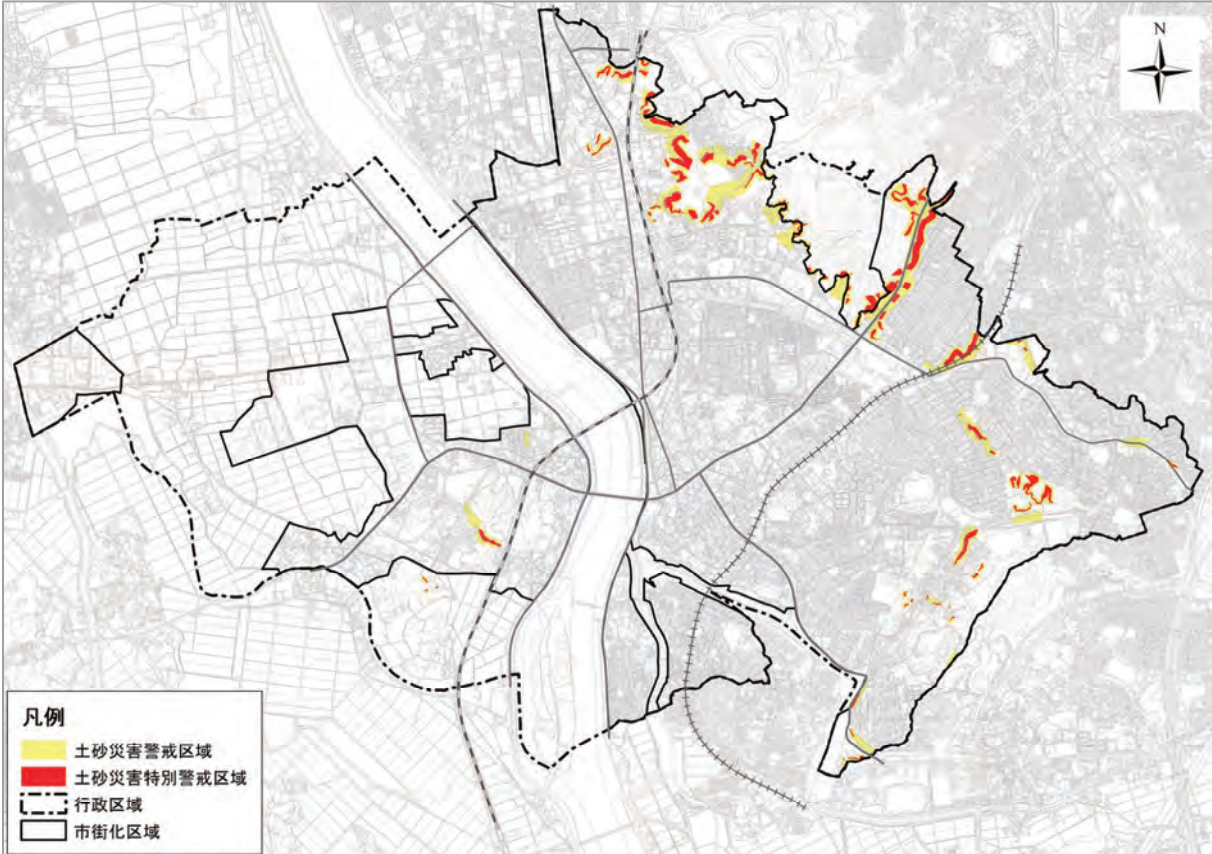 N
凡例
土砂災害警戒区域
土砂災害特別警戒区域
行政区域
市街化区域